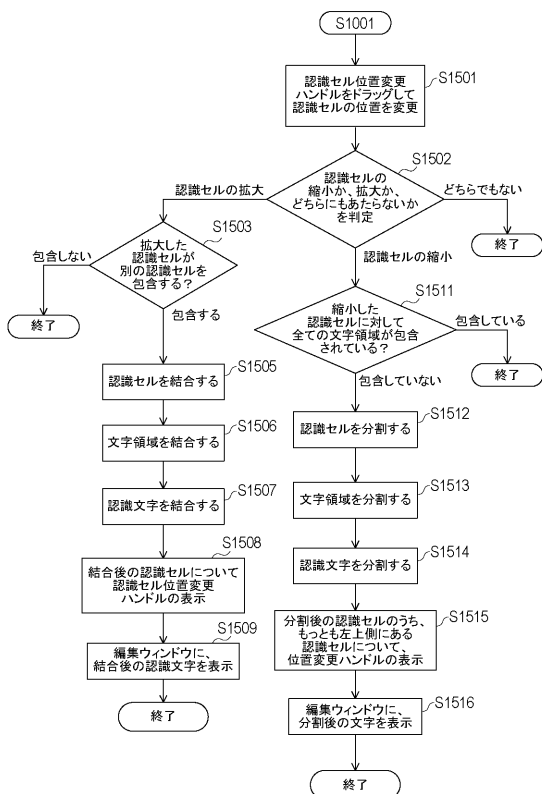 S1001
S1501
認識セル位置変更
ハンドルをドラッグして
認識セルの位置を変更
S1502
認識セルの
縮小か、拡大か、
どちらにもあたらないか
を判定
認識セルの拡大
どちらでもない
終了
認識セルの縮小
S1503
拡大した
認識セルが
別の認識セルを
包含する?
包含しない
終了
包含する
S1505
認識セルを結合する
S1506
文字領域を結合する
S1507
認識文字を結合する
S1508
結合後の認識セルについて
認識セル位置変更
ハンドルの表示
S1509
編集ウィンドウに、
結合後の認識文字を表示
終了
S1511
縮小した
認識セルに対して
全ての文字領域が包含
されている?
包含している
終了
包含していない
S1512
認識セルを分割する
S1513
文字領域を分割する
S1514
認識文字を分割する
S1515
分割後の認識セルのうち、
もっとも左上側にある
認識セルについて、
位置変更ハンドルの表示
S1516
編集ウィンドウに、
分割後の文字を表示
終了